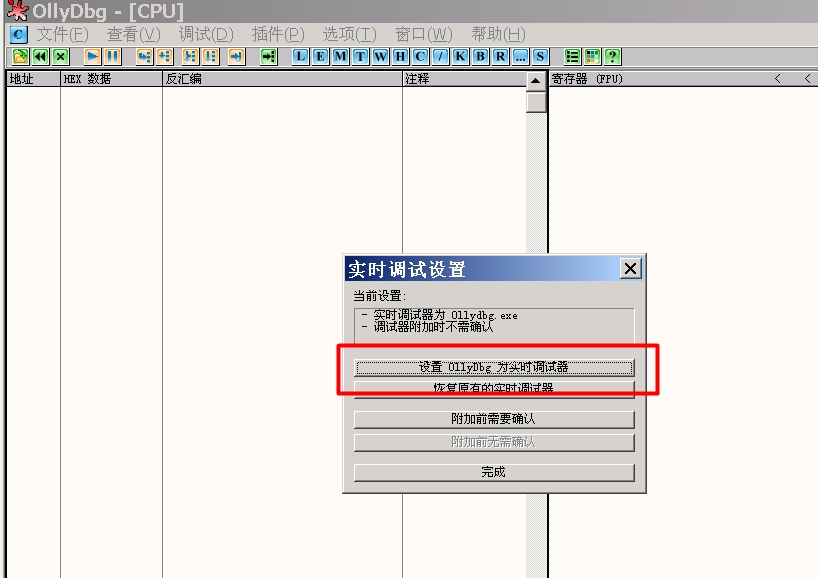 OllyDbg - [CPU]
C 文件(F) 查看(V) 调试(D) 插件(P) 选项(T) 窗口(W) 帮助(H)
L E M T W H C / K B R ... S ?
地址 HEX 数据 反汇编 注释 寄存器 (FPU) < <
实时调试设置
当前设置:
- 实时调试器为 Ollydbg.exe
- 调试器附加时不需确认
设置 OllyDbg 为实时调试器
恢复原有的实时调试器
附加前需要确认
附加前无需确认
完成